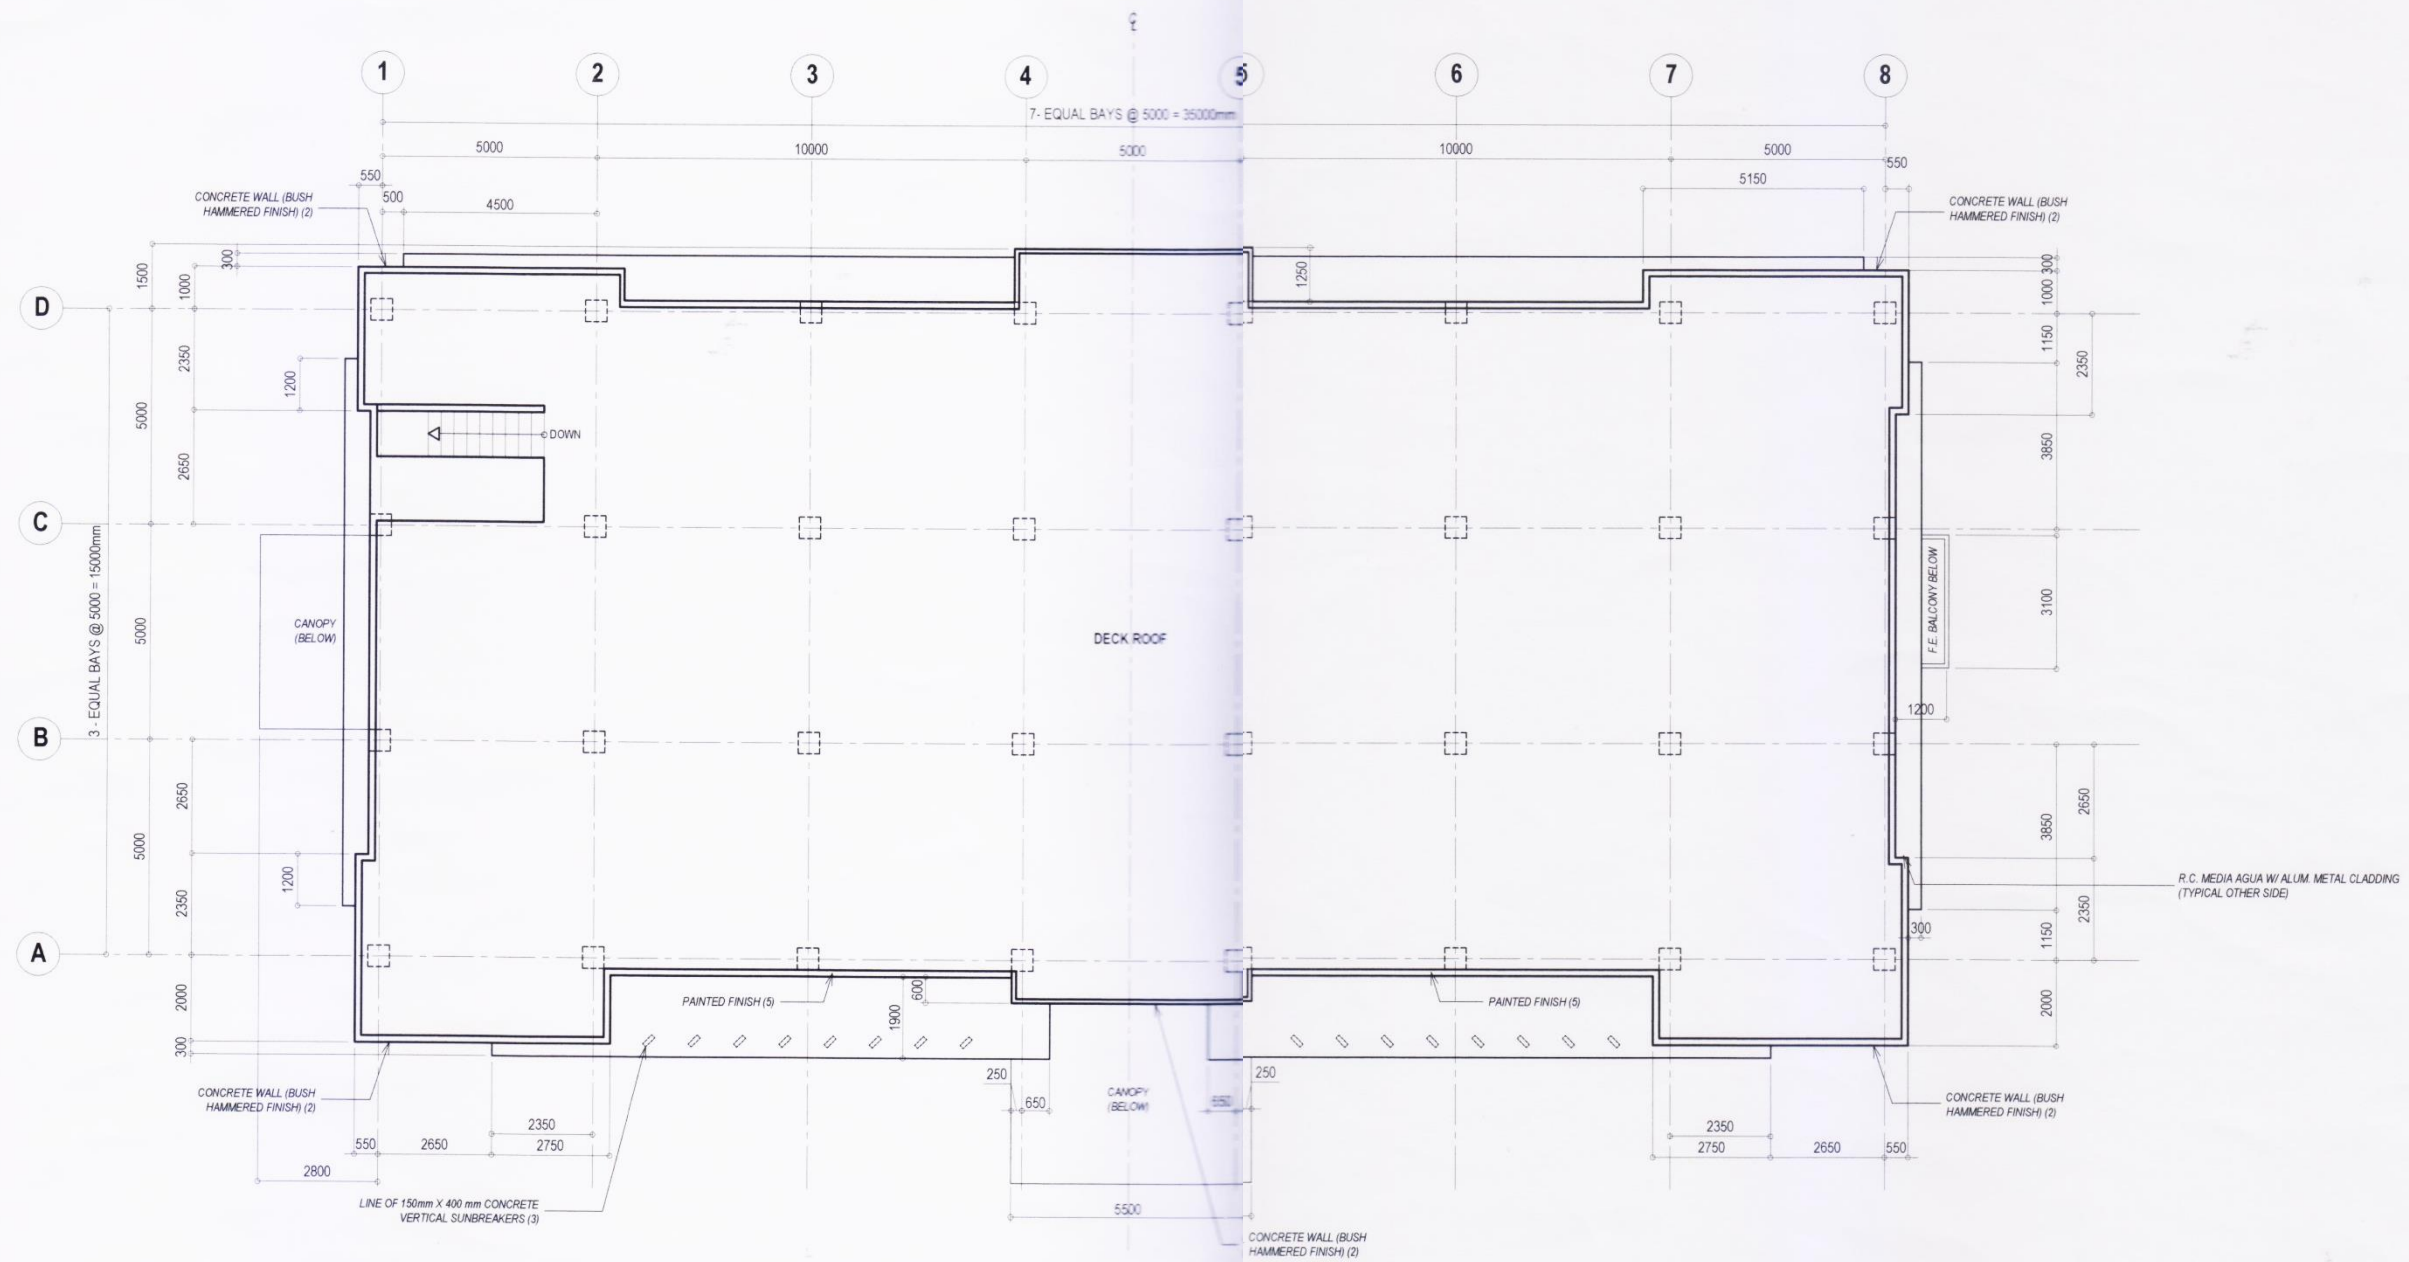 ℄
1 2 3 4 5 6 7 8
7- EQUAL BAYS @ 5000 = 35000mm
5000 10000 5000 10000 5000
550
550
5150
500
4500
CONCRETE WALL (BUSH
HAMMERED FINISH) (2)
CONCRETE WALL (BUSH
HAMMERED FINISH) (2)
300
1500
1000
1250
300
1000
D
2350
1200
5000
1150
2350
DOWN
2650
3850
C
3 - EQUAL BAYS @ 5000 = 15000mm
CANOPY
(BELOW)
5000
DECK ROOF
F.E. BALCONY BELOW
3100
1200
B
2650
5000
1200
2350
2650
3850
R.C. MEDIA AGUA W/ ALUM. METAL CLADDING
(TYPICAL OTHER SIDE)
2350
300
1150
A
2000
300
PAINTED FINISH (5)
600
1900
PAINTED FINISH (5)
2000
CONCRETE WALL (BUSH
HAMMERED FINISH) (2)
250
650
CANOPY
(BELOW)
250
CONCRETE WALL (BUSH
HAMMERED FINISH) (2)
2350
550 2650 2750
2800
2350
2750 2650 550
LINE OF 150mm X 400 mm CONCRETE
VERTICAL SUNBREAKERS (3)
5500
CONCRETE WALL (BUSH
HAMMERED FINISH) (2)